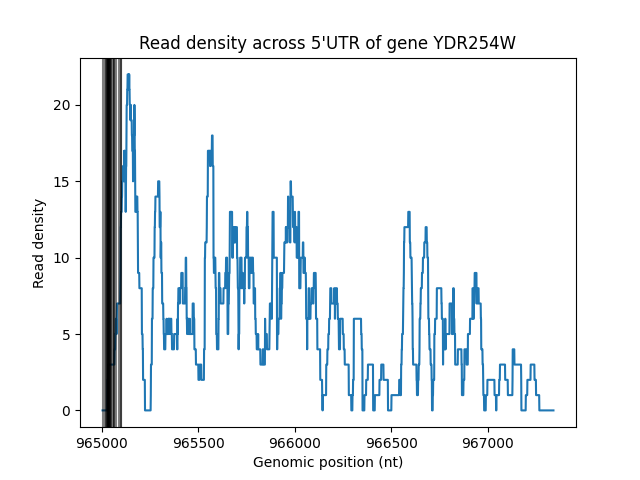 Read density across 5'UTR of gene YDR254W
Read density
20
15
10
5
0
965000 965500 966000 966500 967000
Genomic position (nt)